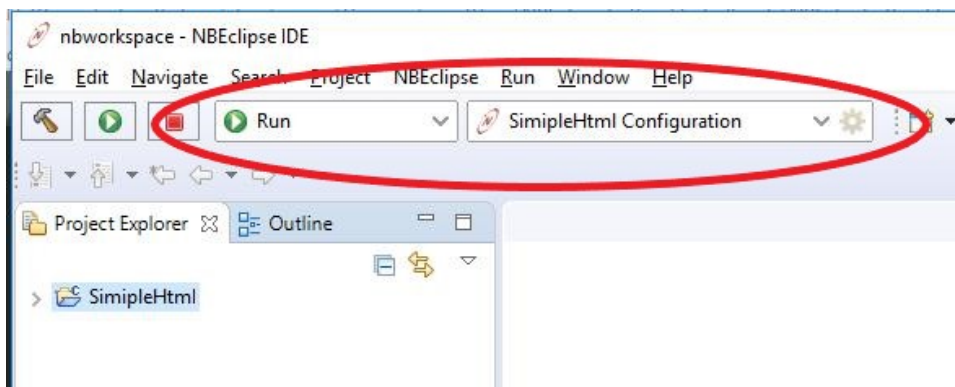 nbworkspace - NBEclipse IDE
File Edit Navigate Search Project NBEclipse Run Window Help
Run SimipleHtml Configuration
Project Explorer Outline
SimipleHtml